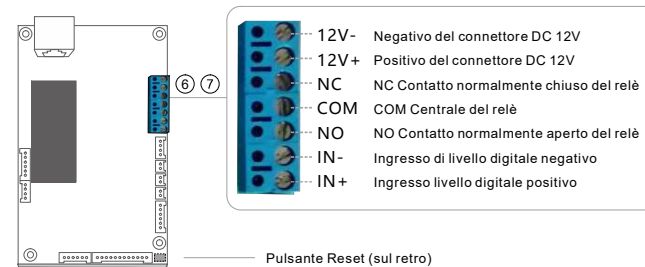 ⑥ ⑦
12V- Negativo del connettore DC 12V
12V+ Positivo del connettore DC 12V
NC NC Contatto normalmente chiuso del relè
COM COM Centrale del relè
NO NO Contatto normalmente aperto del relè
IN- Ingresso di livello digitale negativo
IN+ Ingresso livello digitale positivo
Pulsante Reset (sul retro)